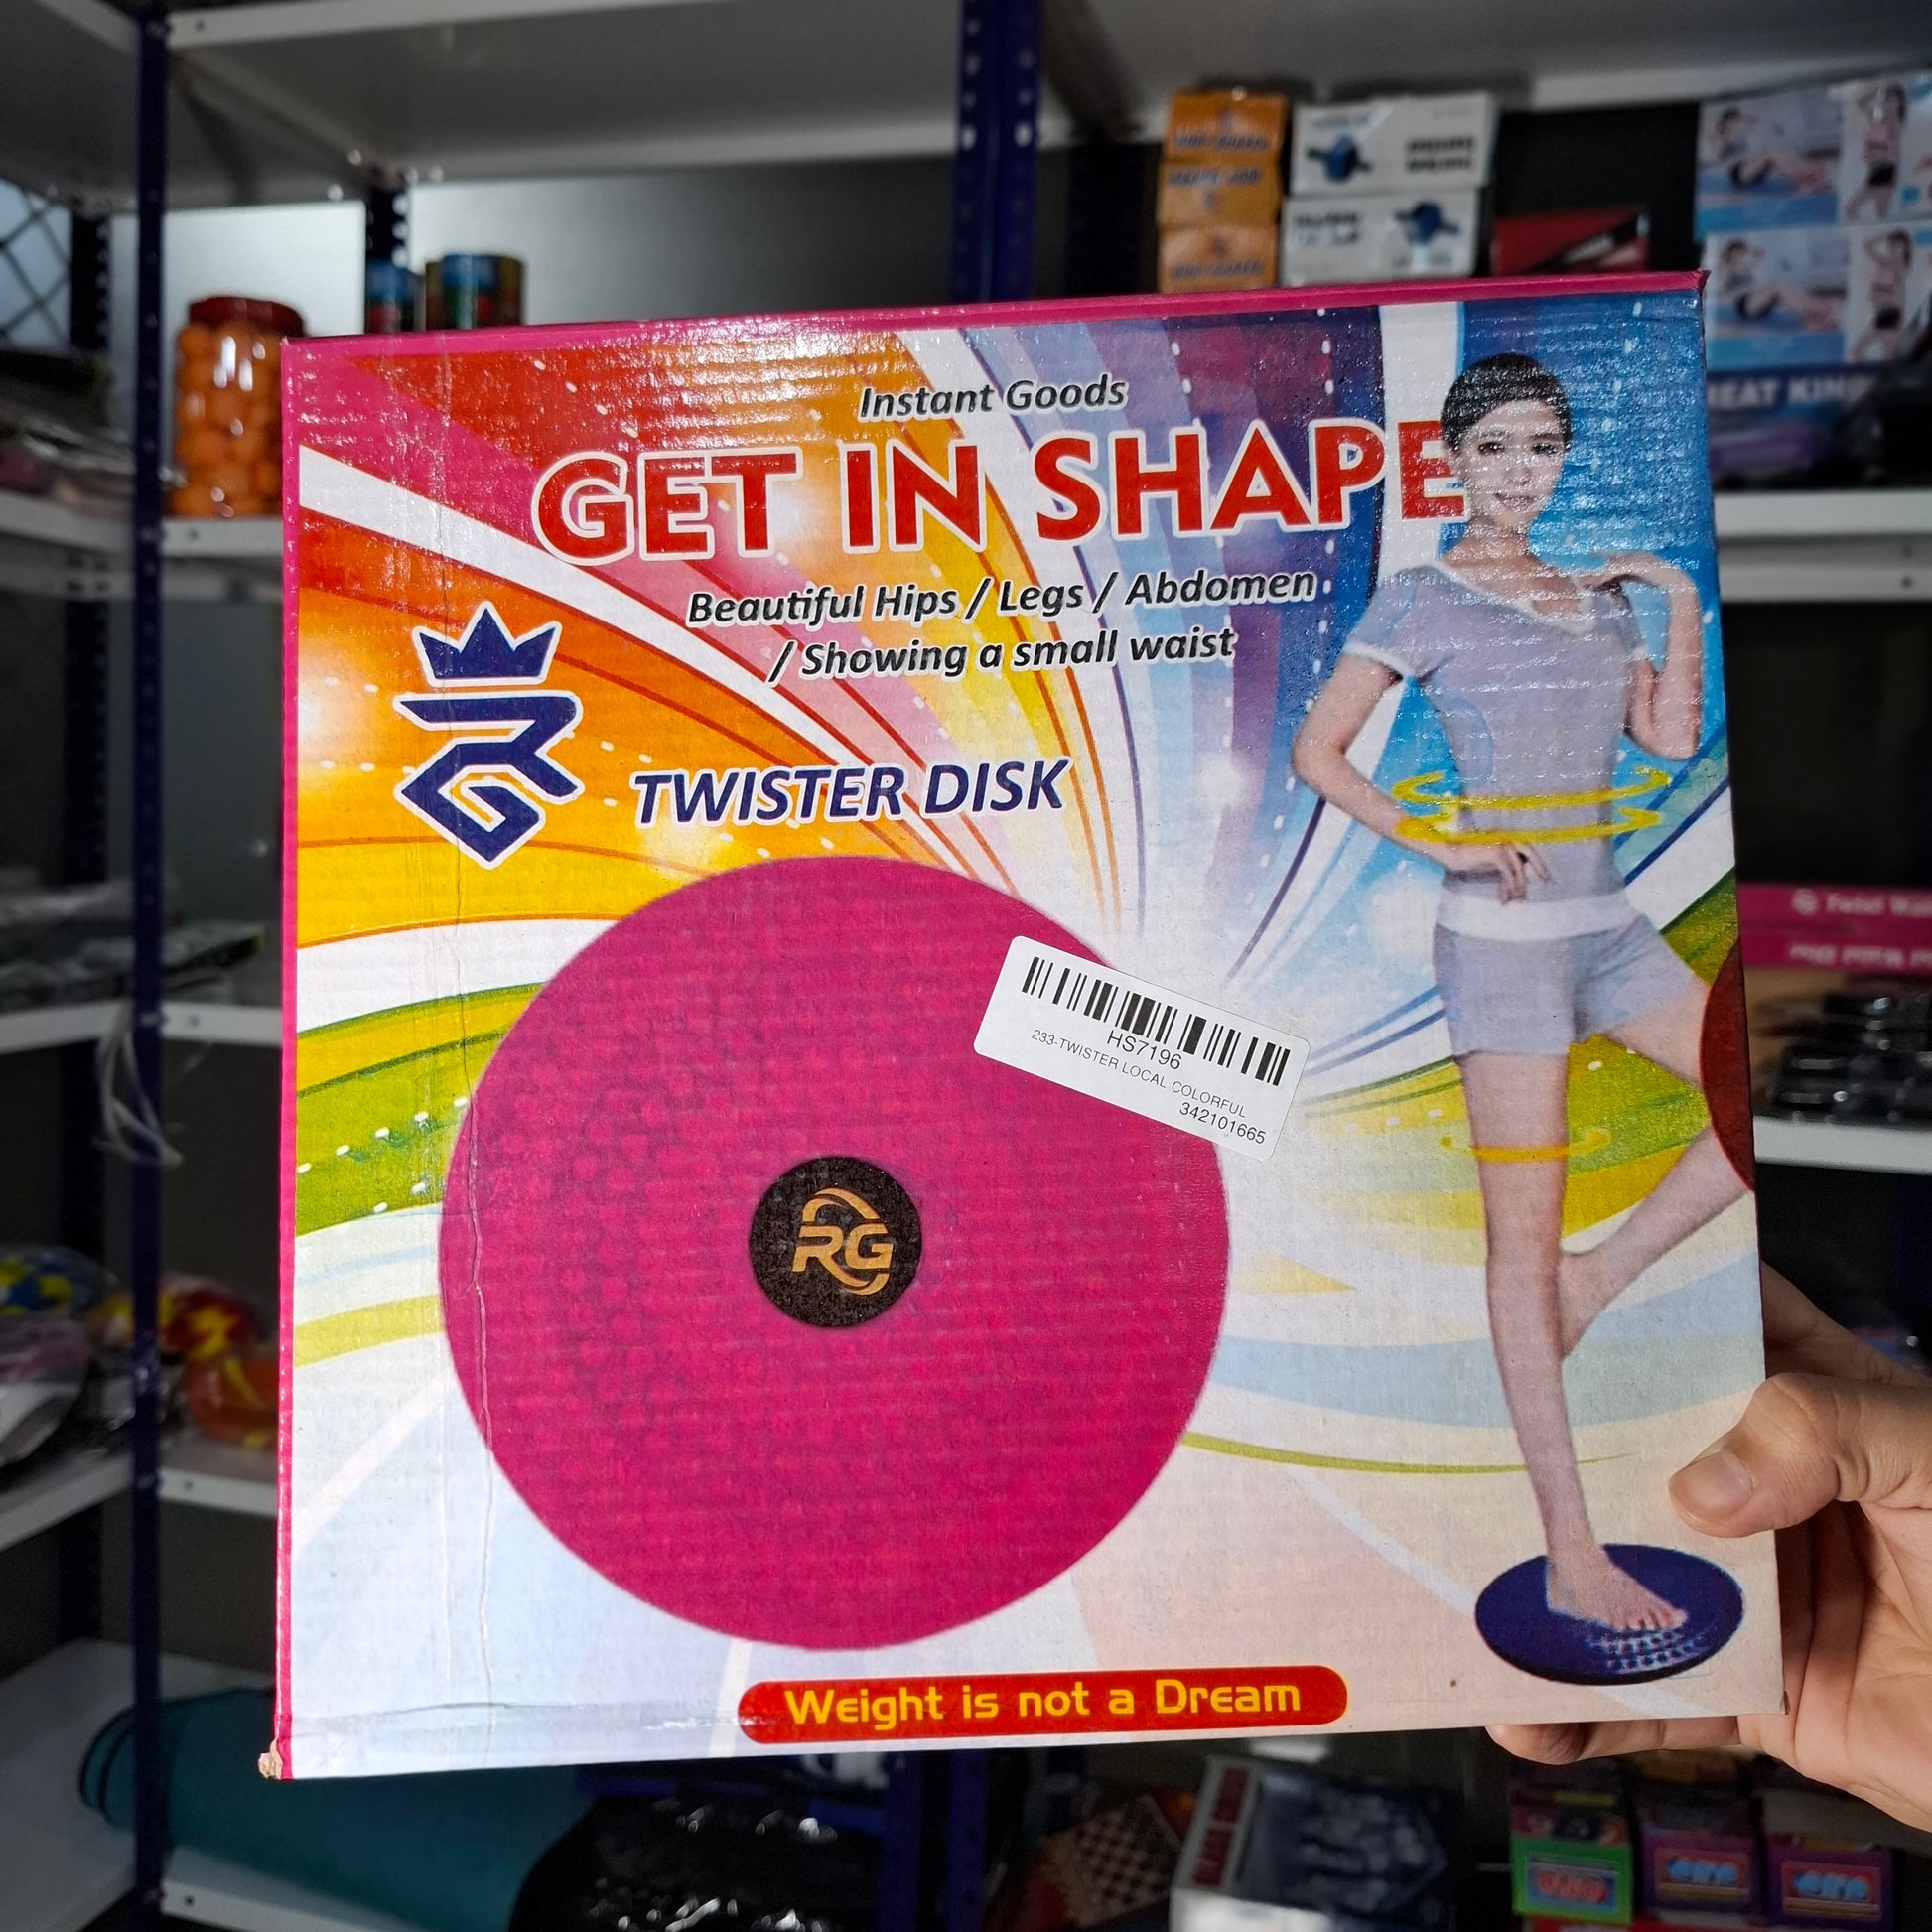 Instant Goods
GET IN SHAPE
Beautiful Hips / Legs / Abdomen
/ Showing a small waist
RG
TWISTER DISK
HS7196
233-TWISTER LOCAL COLORFUL
342101665
RG
Weight is not a Dream